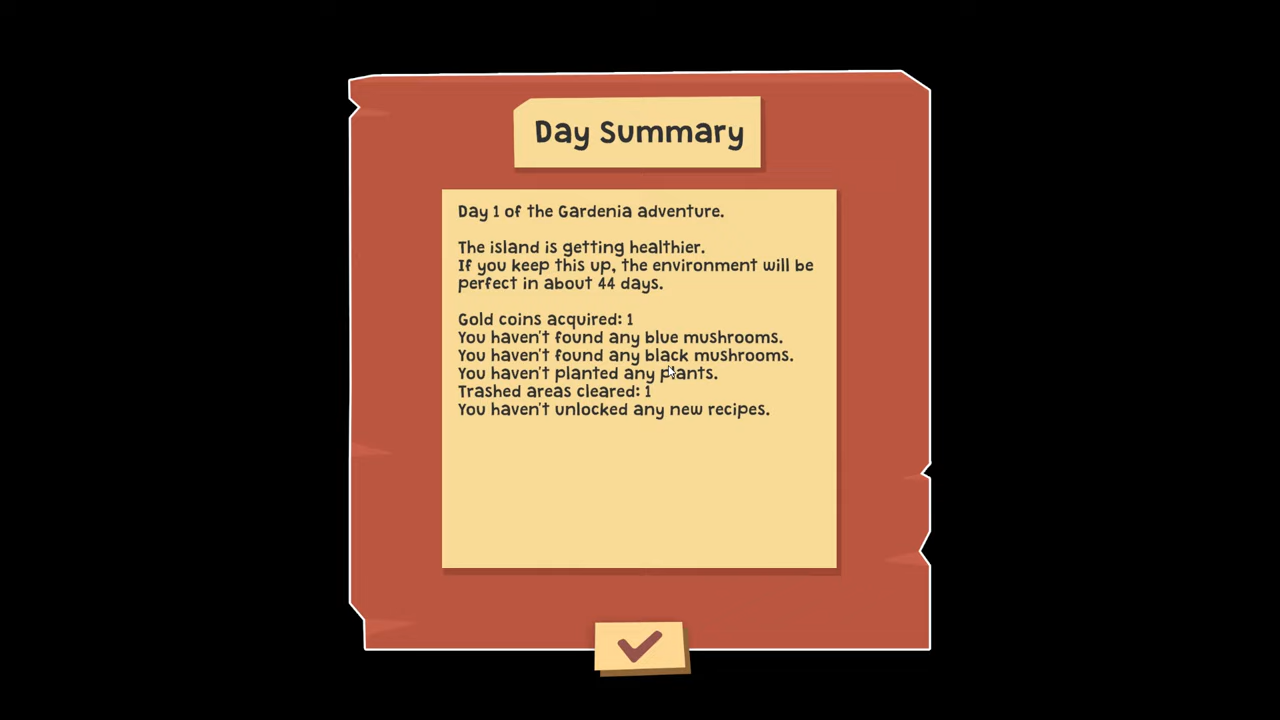 Day Summary
Day 1 of the Gardenia adventure.
The island is getting healthier.
If you keep this up, the environment will be
perfect in about 44 days.
Gold coins acquired: 1
You haven't found any blue mushrooms.
You haven't found any black mushrooms.
You haven't planted any plants.
Trashed areas cleared: 1
You haven't unlocked any new recipes.